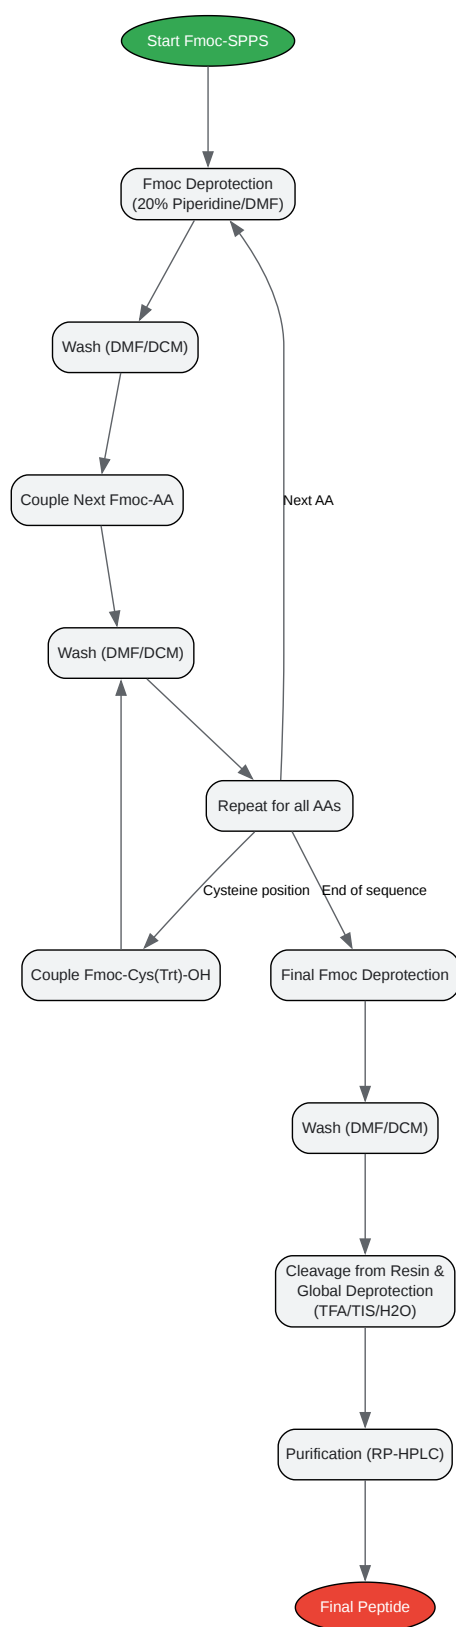 Start Fmoc-SPPS
Fmoc Deprotection
(20% Piperidine/DMF)
Wash (DMF/DCM)
Couple Next Fmoc-AA
Next AA
Wash (DMF/DCM)
Repeat for all AAs
Cysteine position
End of sequence
Couple Fmoc-Cys(Trt)-OH
Final Fmoc Deprotection
Wash (DMF/DCM)
Cleavage from Resin &
Global Deprotection
(TFA/TIS/H2O)
Purification (RP-HPLC)
Final Peptide